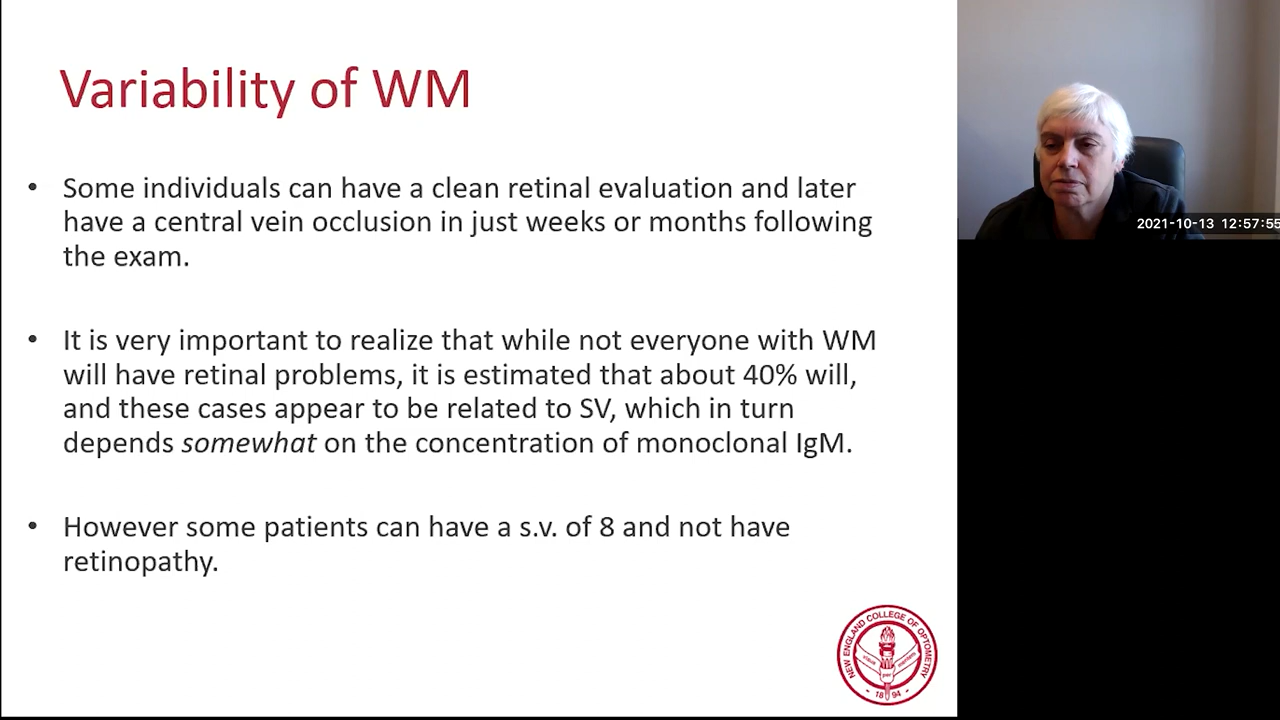 Variability of WM
• Some individuals can have a clean retinal evaluation and later
have a central vein occlusion in just weeks or months following
the exam.
• It is very important to realize that while not everyone with WM
will have retinal problems, it is estimated that about 40% will,
and these cases appear to be related to SV, which in turn
depends somewhat on the concentration of monoclonal IgM.
• However some patients can have a s.v. of 8 and not have
retinopathy.
2021-10-13 12:57:55
NEW ENGLAND COLLEGE OF OPTOMETRY
1894